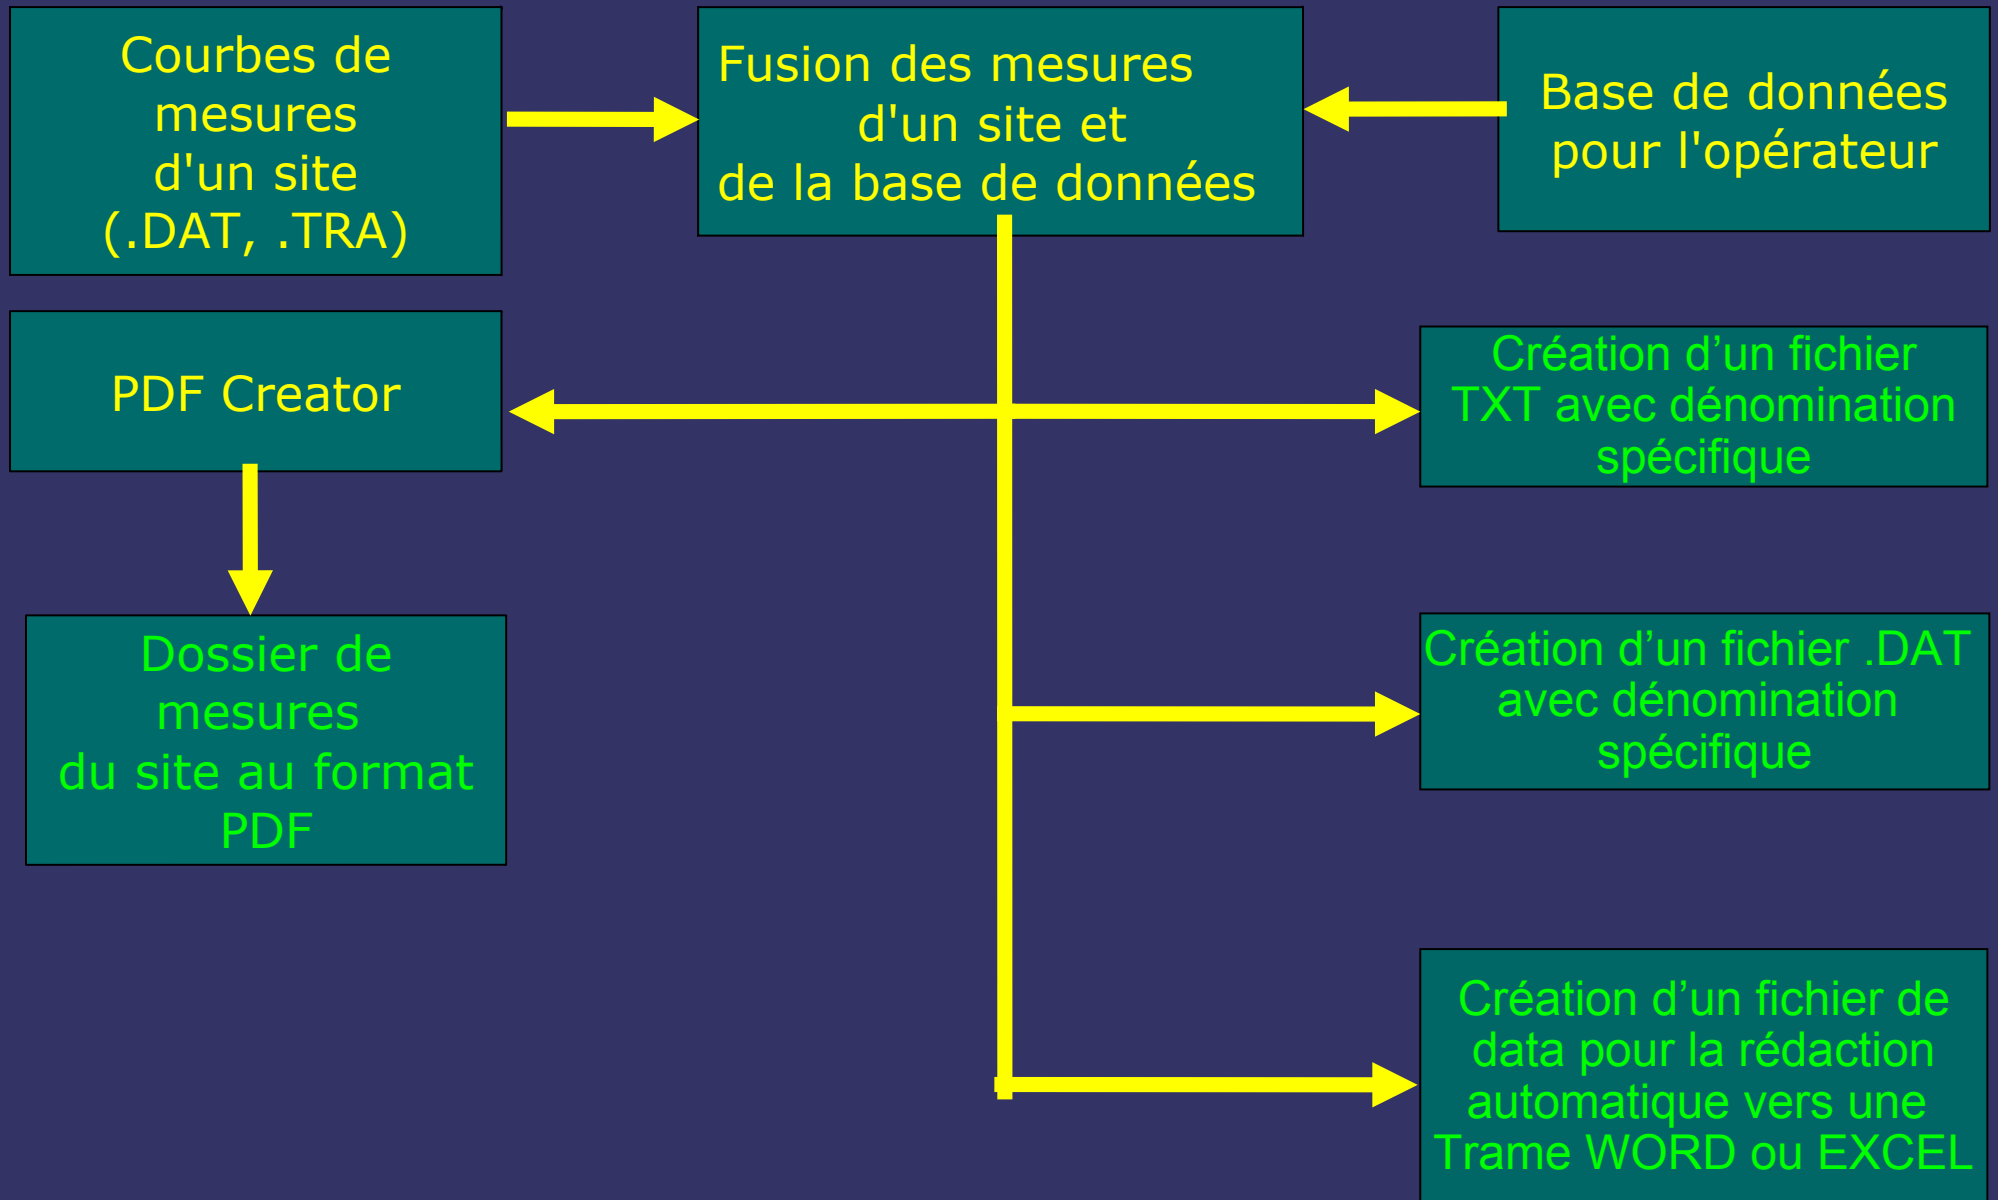 Courbes de
mesures
d'un site
(.DAT, .TRA)
Fusion des mesures
d'un site et
de la base de données
Base de données
pour l'opérateur
PDF Creator
Création d’un fichier
TXT avec dénomination
spécifique
Dossier de
mesures
du site au format
PDF
Création d’un fichier .DAT
avec dénomination
spécifique
Création d’un fichier de
data pour la rédaction
automatique vers une
Trame WORD ou EXCEL